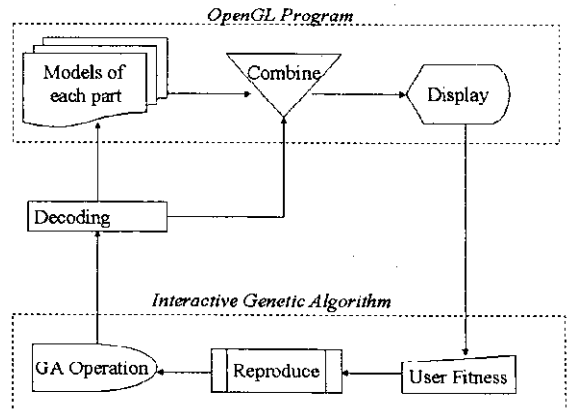 OpenGL Program
Models of
each part
Combine
Display
Decoding
Interactive Genetic Algorithm
GA Operation
Reproduce
User Fitness